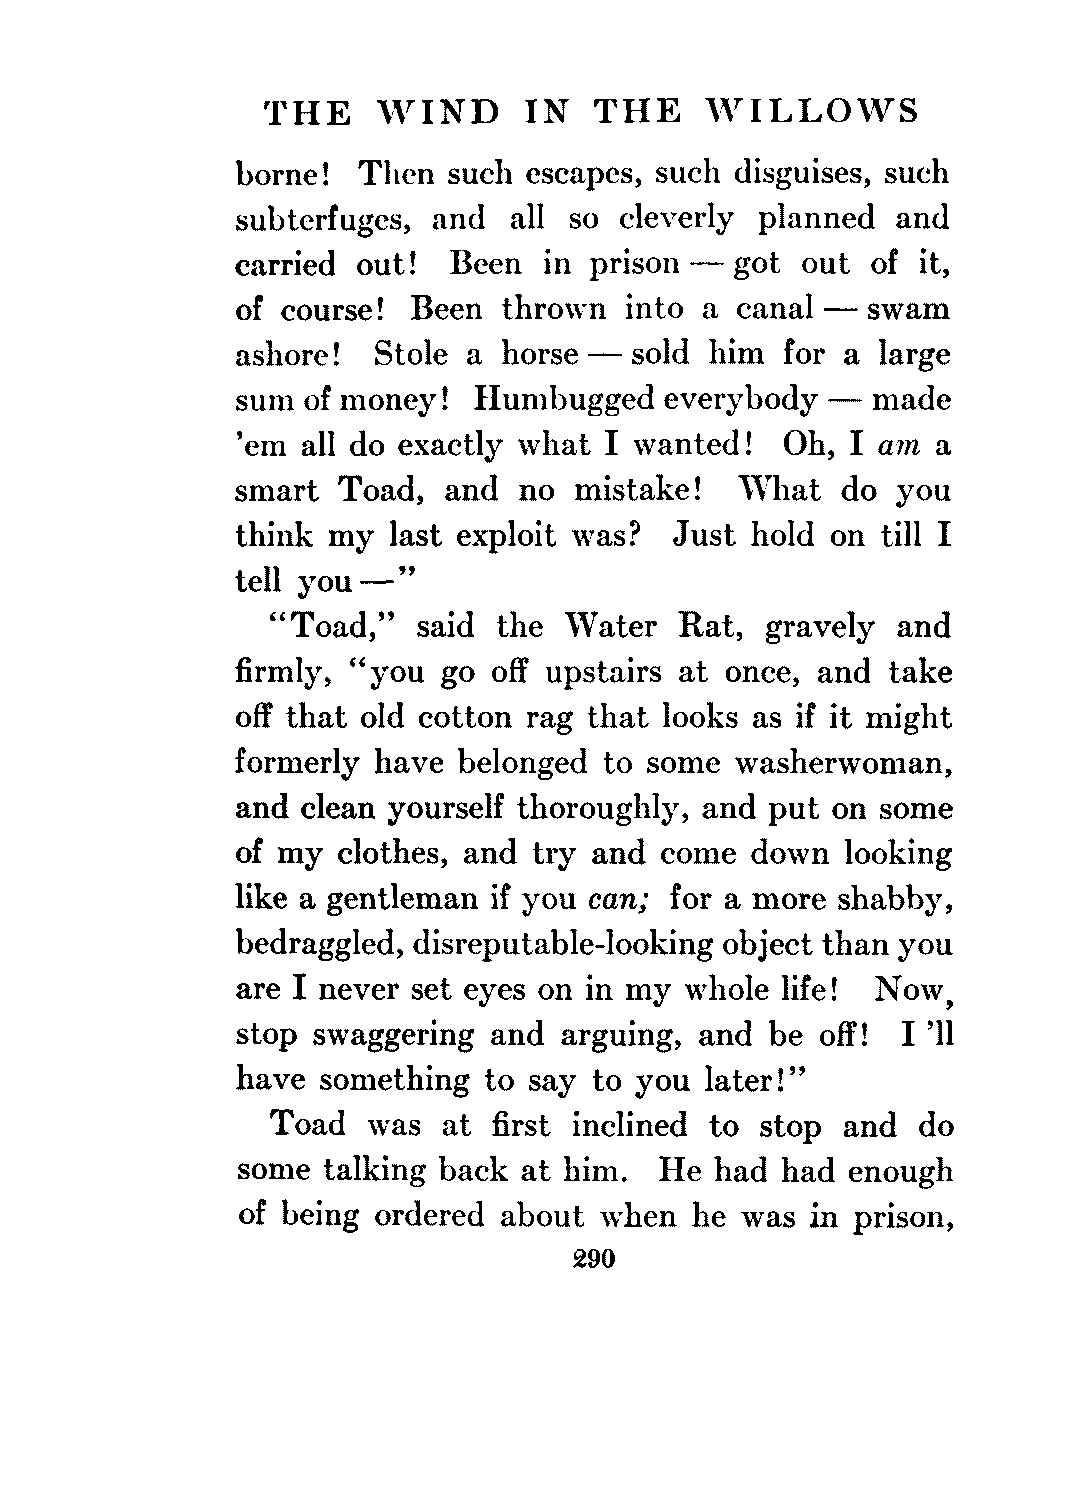 THE WIND IN THE WILLOWS
borne! Then such escapes, such disguises, such
subterfuges, and all so cleverly planned and
carried out! Been in prison — got out of it,
of course! Been thrown into a canal — swam
ashore! Stole a horse — sold him for a large
sum of money! Humbugged everybody — made
’em all do exactly what I wanted! Oh, I am a
smart Toad, and no mistake! What do you
think my last exploit was? Just hold on till I
tell you —”
“Toad,” said the Water Rat, gravely and
firmly, “you go off upstairs at once, and take
off that old cotton rag that looks as if it might
formerly have belonged to some washerwoman,
and clean yourself thoroughly, and put on some
of my clothes, and try and come down looking
like a gentleman if you can; for a more shabby,
bedraggled, disreputable-looking object than you
are I never set eyes on in my whole life! Now,
stop swaggering and arguing, and be off! I ’ll
have something to say to you later!”
Toad was at first inclined to stop and do
some talking back at him. He had had enough
of being ordered about when he was in prison,
290